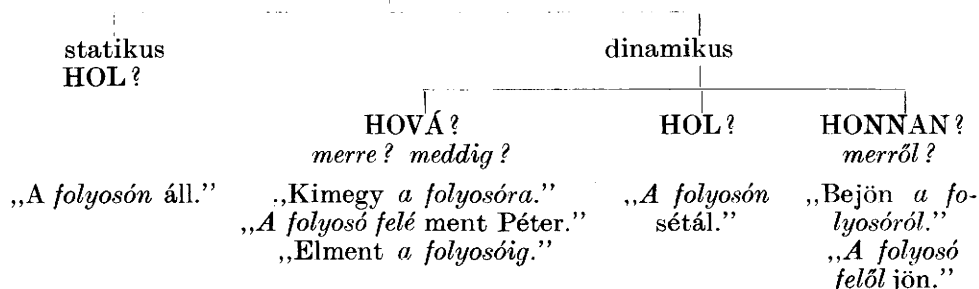 statikus
HOL?
dinamikus
HOVÁ?
merre? meddig?
HOL?
HONNAN?
merről?
„A folyosón áll.”
„Kimegy a folyosóra.”
„A folyosó felé ment Péter.”
„Elment a folyosóig.”
„A folyosón
sétál.”
„Bejön a fo-
lyosóról.”
„A folyosó
felől jön.”